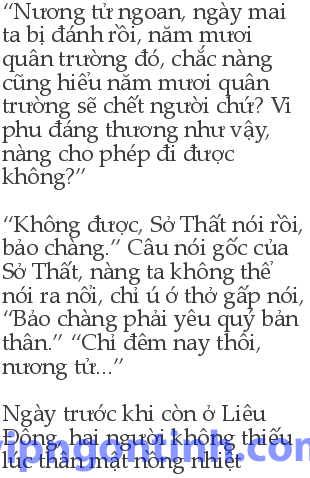 “Nương tử ngoan, ngày mai
ta bị đánh rồi, năm mươi
quân trường đó, chắc nàng
cũng hiểu năm mươi quân
trường sẽ chết người chứ? Vi
phu đáng thương như vậy,
nàng cho phép đi được
không?”
“Không được, Sở Thất nói rồi,
bảo chàng.” Câu nói gốc của
Sở Thất, nàng ta không thể
nói ra nổi, chỉ ú ớ thở gấp nói,
“Bảo chàng phải yêu quý bản
thân.” “Chỉ đêm nay thôi,
nương tử...”
Ngày trước khi còn ở Liêu
Đông, hai người không thiếu
lúc thân mật nồng nhiệt
vipngontinh.com